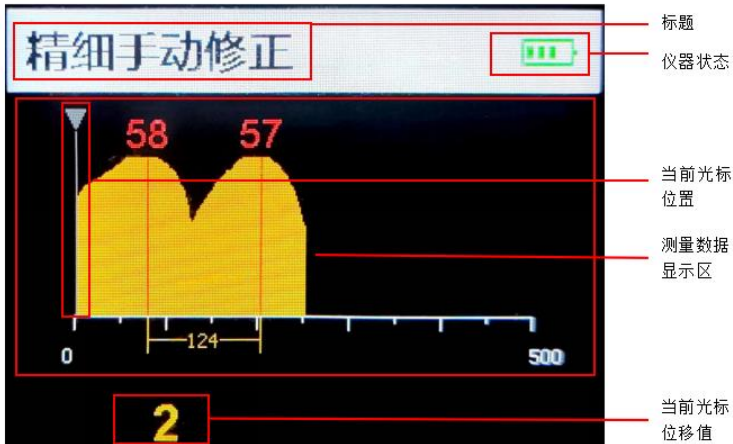 精细手动修正
标题
仪器状态
58
57
当前光标
位置
测量数据
显示区
124
0
500
2
当前光标
位移值